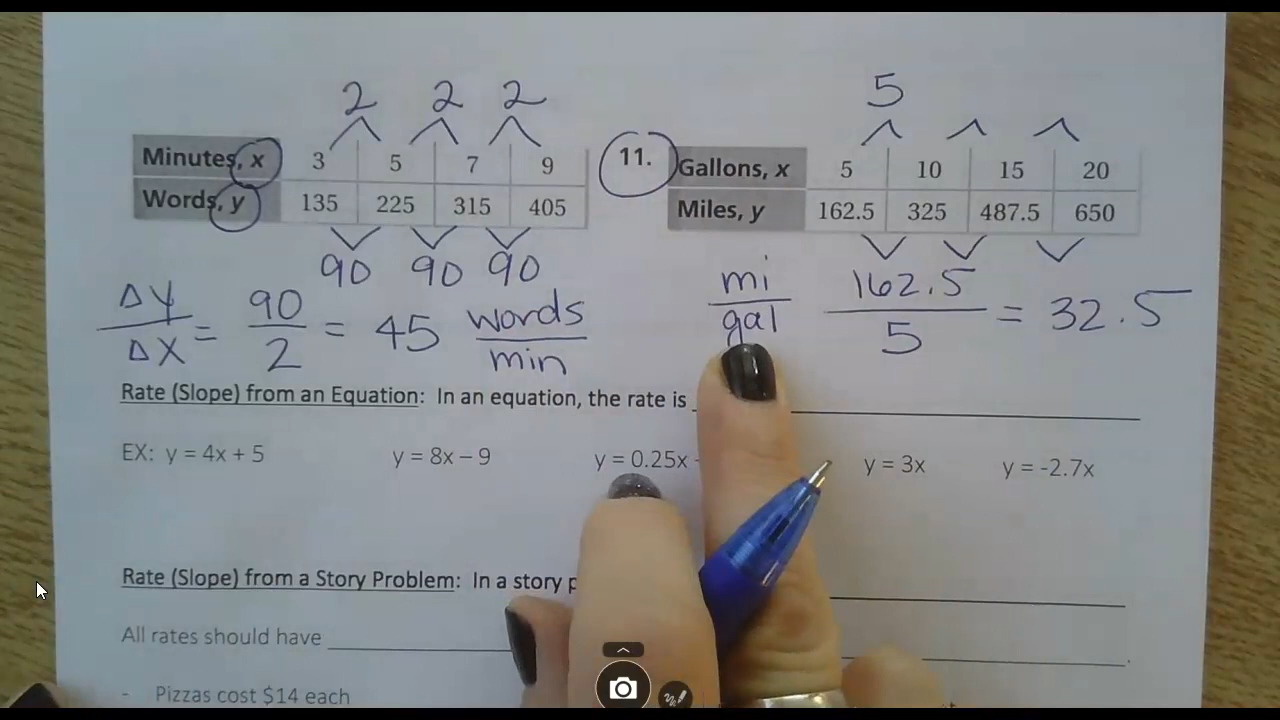 2 2 2
Minutes, x 3 5 7 9
Words, y 135 225 315 405
90 90 90
ΔY/ΔX = 90/2 = 45 words/min
5
11. Gallons, x 5 10 15 20
Miles, y 162.5 325 487.5 650
mi/gal 162.5/5 = 32.5
Rate (Slope) from an Equation: In an equation, the rate is
EX: y = 4x + 5 y = 8x – 9 y = 0.25x y = 3x y = -2.7x
Rate (Slope) from a Story Problem: In a story p
All rates should have .
- Pizzas cost $14 each